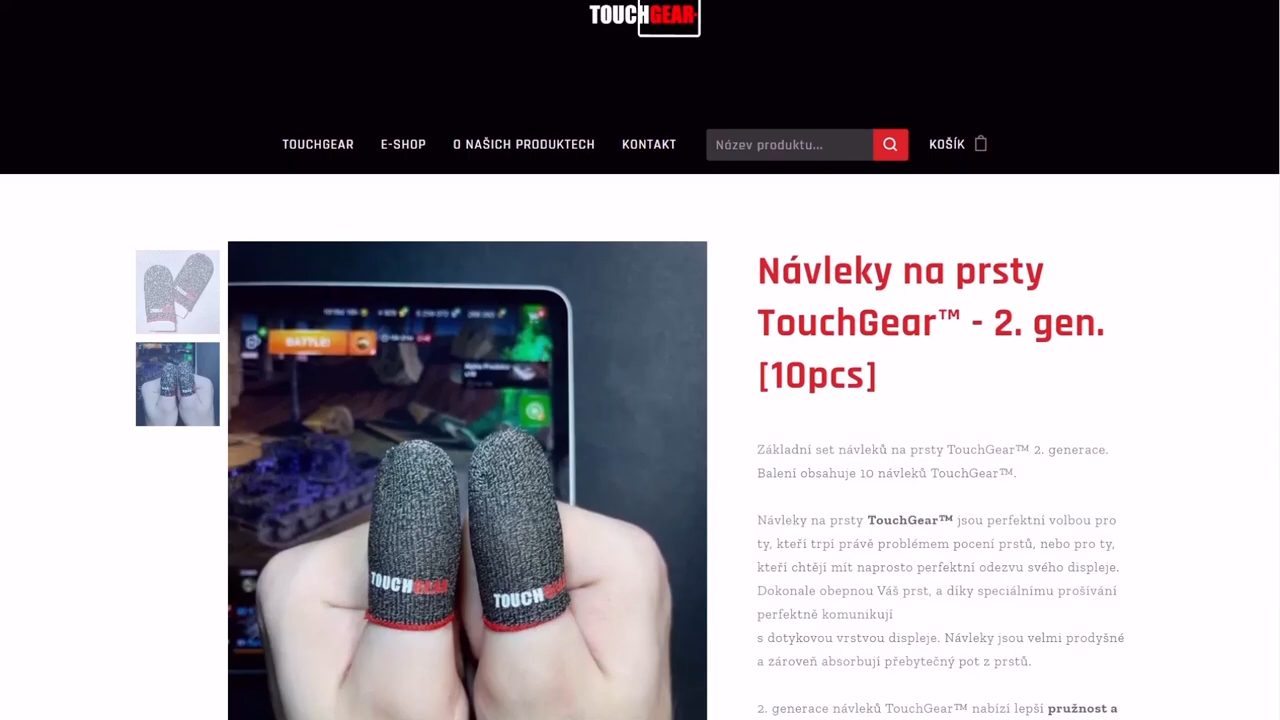 TOUCHGEAR
TOUCHGEAR
E-SHOP
O NAŠICH PRODUKTECH
KONTAKT
Název produktu...
KOŠÍK
Návleky na prsty
TouchGear™ - 2. gen.
[10pcs]
BATTLE!
TOUCHGEAR
TOUCHGEAR
Základní set návleků na prsty TouchGear™ 2. generace.
Balení obsahuje 10 návleků TouchGear™.
Návleky na prsty TouchGear™ jsou perfektní volbou pro
ty, kteří trpí právě problémem pocení prstů, nebo pro ty,
kteří chtějí mít naprosto perfektní odezvu svého displeje.
Dokonale obepnou Váš prst, a díky speciálnímu prošívání
perfektně komunikují
s dotykovou vrstvou displeje. Návleky jsou velmi prodyšné
a zároveň absorbují přebytečný pot z prstů.
2. generace návleků TouchGear™ nabízí lepší pružnost a